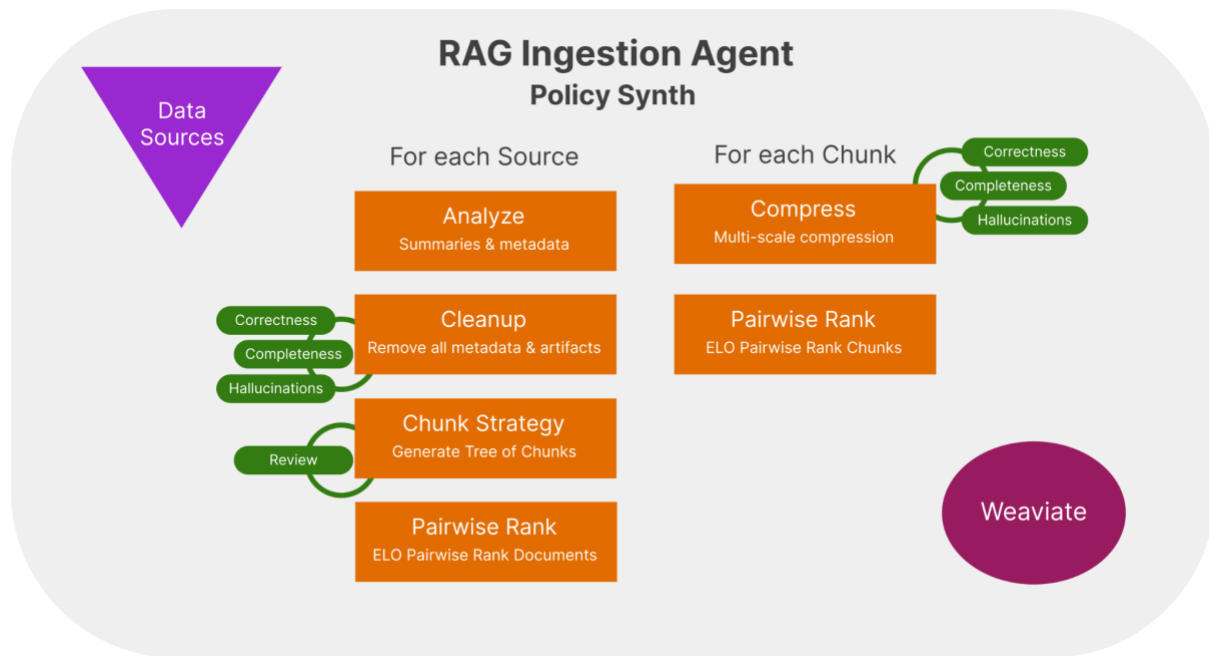 RAG Ingestion Agent
Policy Synth
Data
Sources
For each Source
Analyze
Summaries & metadata
Correctness
Completeness
Hallucinations
Cleanup
Remove all metadata & artifacts
Review
Chunk Strategy
Generate Tree of Chunks
Pairwise Rank
ELO Pairwise Rank Documents
For each Chunk
Compress
Multi-scale compression
Correctness
Completeness
Hallucinations
Pairwise Rank
ELO Pairwise Rank Chunks
Weaviate